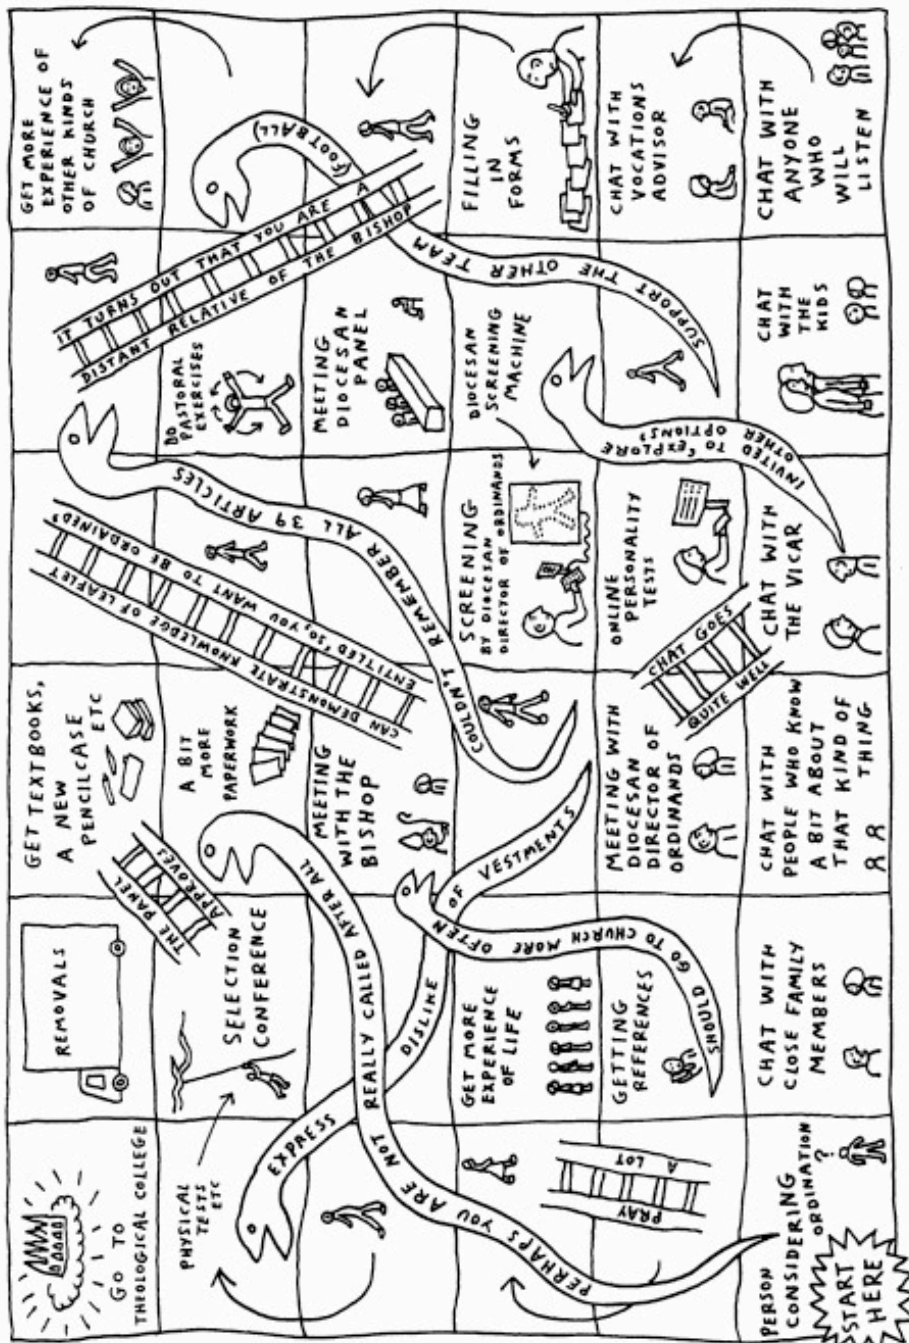 GO TO
THEOLOGICAL COLLEGE
REMOVALS
GET TEXTBOOKS,
A NEW
PENCILCASE
ETC
GET MORE
EXPERIENCE OF
OTHER KINDS
OF CHURCH
PHYSICAL
TESTS
ETC
SELECTION
CONFERENCE
THE PANEL
APPROVES
A BIT
MORE
PAPERWORK
CAN DEMONSTRATE KNOWLEDGE OF LEAFLET
ENTITLED "SO, YOU WANT TO BE ORDAINED?"
DO
PASTORAL
EXERCISES
IT TURNS OUT THAT YOU ARE A
DISTANT RELATIVE OF THE BISHOP
EXPRESS DISLIKE OF VESTMENTS
PERHAPS YOU ARE NOT REALLY CALLED AFTER ALL
MEETING
WITH THE
BISHOP
COULDN'T REMEMBER ALL 39 ARTICLES
MEETING
DIOCESAN
PANEL
SUPPORT THE OTHER TEAM (FOOTBALL)
GET MORE
EXPERIENCE
OF LIFE
SHOULD GO TO CHURCH MORE OFTEN
SCREENING
BY DIOCESAN
DIRECTOR OF ORDINANDS
DIOCESAN
SCREENING
MACHINE
FILLING
IN
FORMS
PRAY
A LOT
GETTING
REFERENCES
MEETING WITH
DIOCESAN
DIRECTOR OF
ORDINANDS
ONLINE
PERSONALITY
TESTS
INVITED TO "EXPLORE
OTHER OPTIONS"
CHAT WITH
VOCATIONS
ADVISOR
PERSON
CONSIDERING
ORDINATION
?
START
HERE
CHAT WITH
CLOSE FAMILY
MEMBERS
CHAT WITH
PEOPLE WHO KNOW
A BIT ABOUT
THAT KIND OF
THING
CHAT GOES
QUITE WELL
CHAT WITH
THE VICAR
CHAT
WITH
THE KIDS
CHAT WITH
ANYONE
WHO
WILL
LISTEN